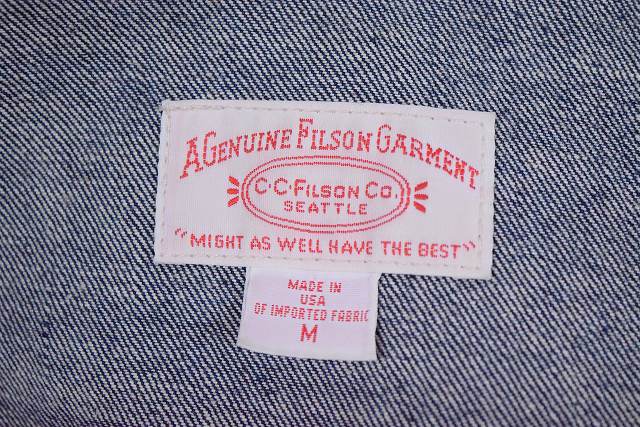 A GENUINE FILSON GARMENT
C·C·FILSON CO.
SEATTLE
"MIGHT AS WELL HAVE THE BEST"
MADE IN
USA
OF IMPORTED FABRIC
M